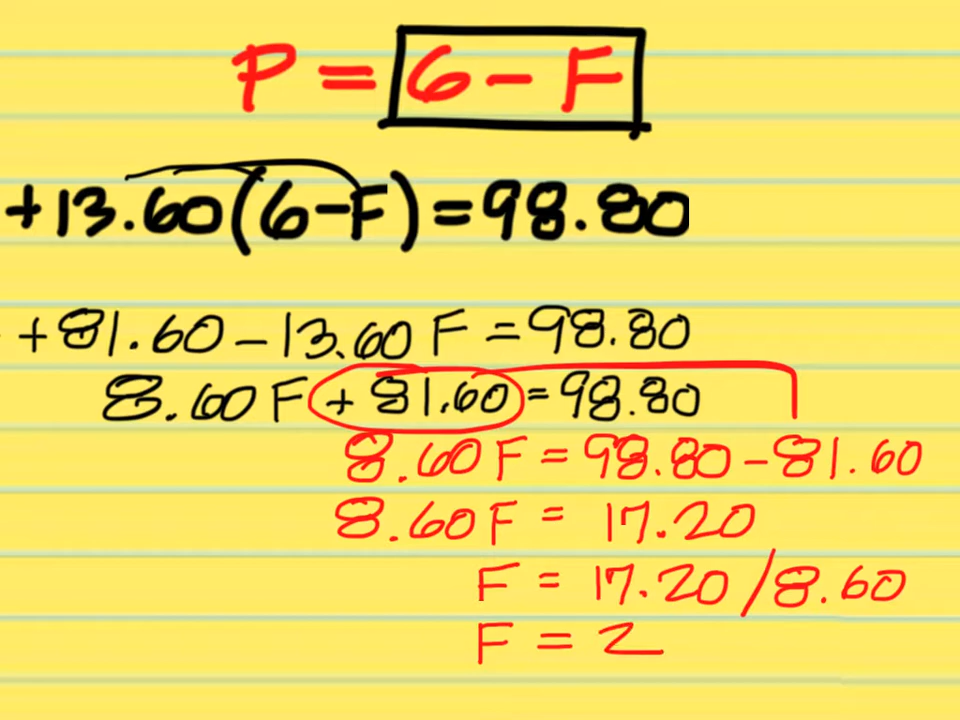 P = 6 - F
+13.60(6-F)=98.80
+81.60 - 13.60 F = 98.80
8.60 F + 81.60 = 98.80
8.60 F = 98.80 - 81.60
8.60 F = 17.20
F = 17.20 / 8.60
F = 2